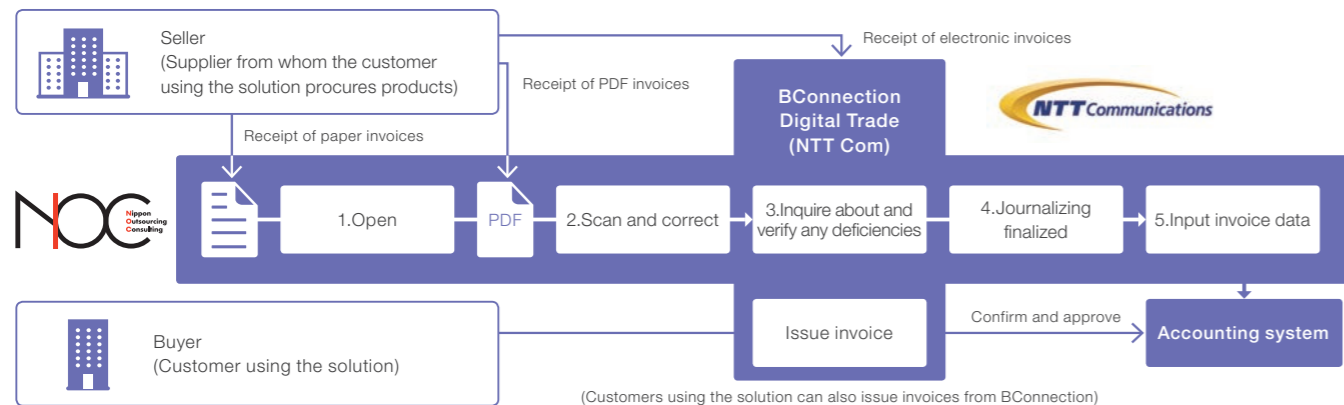 Seller
(Supplier from whom the customer
using the solution procures products)
Receipt of electronic invoices
Receipt of PDF invoices
Receipt of paper invoices
BConnection
Digital Trade
(NTT Com)
NTT Communications
NOC
Nippon
Outsourcing
Consulting
1.Open
PDF
2.Scan and correct
3.Inquire about and
verify any deficiencies
4.Journalizing
finalized
5.Input invoice data
Buyer
(Customer using the solution)
Issue invoice
Confirm and approve
Accounting system
(Customers using the solution can also issue invoices from BConnection)